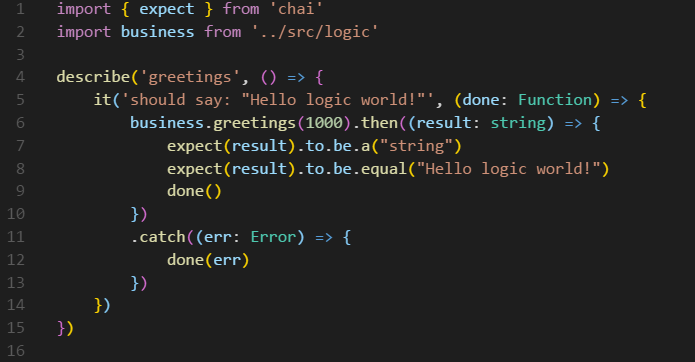 1 import { expect } from 'chai'
2 import business from '../src/logic'
3
4 describe('greetings', () => {
5     it('should say: "Hello logic world!"', (done: Function) => {
6         business.greetings(1000).then((result: string) => {
7             expect(result).to.be.a("string")
8             expect(result).to.be.equal("Hello logic world!")
9             done()
10         })
11         .catch((err: Error) => {
12             done(err)
13         })
14     })
15 })
16